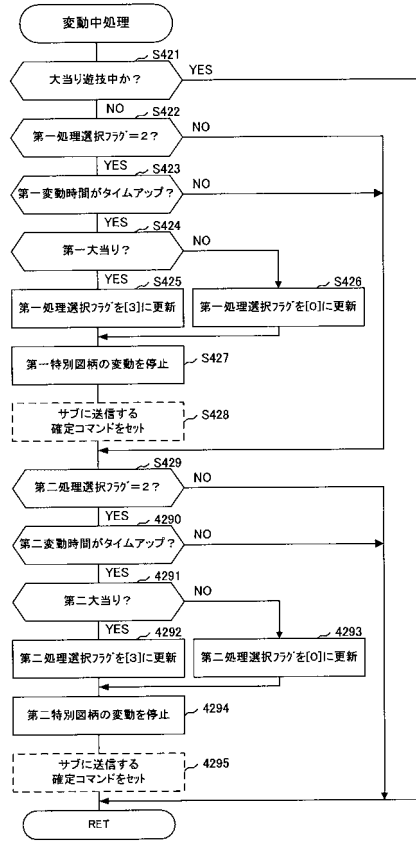 変動中処理
S421
大当り遊技中か?
YES
NO
S422
第一処理選択フラグ=2?
NO
YES
S423
第一変動時間がタイムアップ?
NO
YES
S424
第一大当り?
NO
YES
S425
S426
第一処理選択フラグを[3]に更新
第一処理選択フラグを[0]に更新
S427
第一特別図柄の変動を停止
サブに送信する
確定コマンドをセット
S428
S429
第二処理選択フラグ=2?
NO
YES
4290
第二変動時間がタイムアップ?
NO
YES
4291
第二大当り?
NO
YES
4292
4293
第二処理選択フラグを[3]に更新
第二処理選択フラグを[0]に更新
4294
第二特別図柄の変動を停止
サブに送信する
確定コマンドをセット
4295
RET